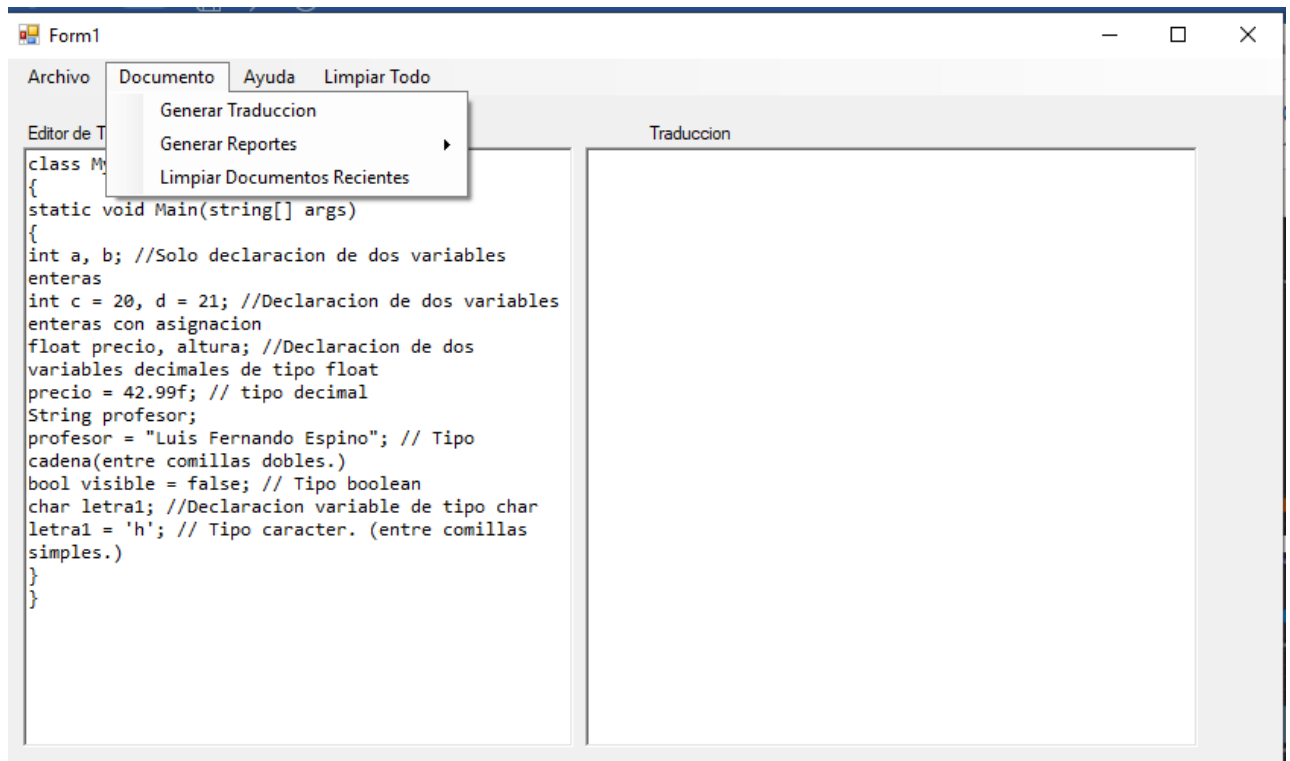 Form1
Archivo Documento Ayuda Limpiar Todo
Generar Traduccion
Generar Reportes
Limpiar Documentos Recientes
Editor de
Traduccion
class
{
static void Main(string[] args)
{
int a, b; //Solo declaracion de dos variables
enteras
int c = 20, d = 21; //Declaracion de dos variables
enteras con asignacion
float precio, altura; //Declaracion de dos
variables decimales de tipo float
precio = 42.99f; // tipo decimal
String profesor;
profesor = "Luis Fernando Espino"; // Tipo
cadena(entre comillas dobles.)
bool visible = false; // Tipo boolean
char letra1; //Declaracion variable de tipo char
letra1 = 'h'; // Tipo caracter. (entre comillas
simples.)
}
}